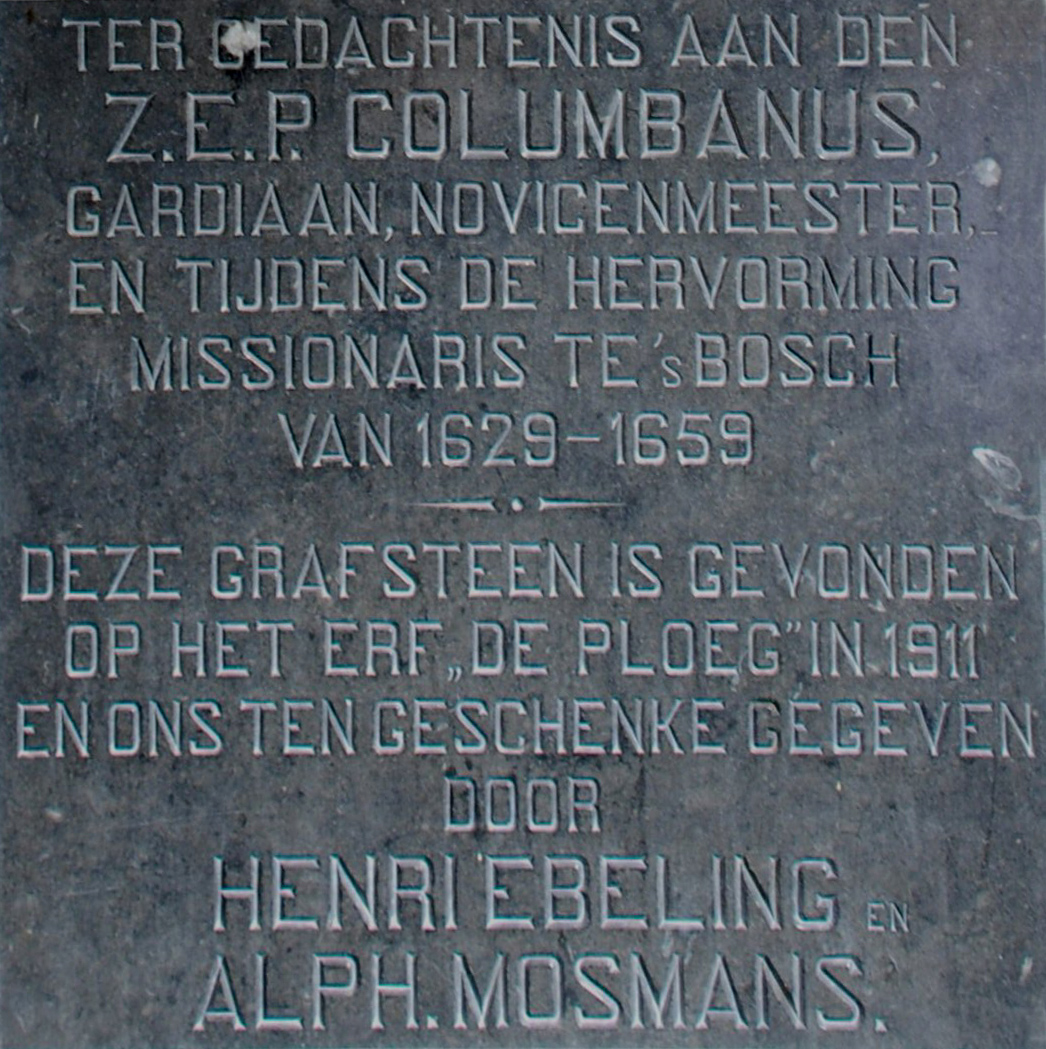 TER GEDACHTENIS AAN DEN
Z.E.P. COLUMBANUS,
GARDIAAN, NOVICENMEESTER,
EN TIJDENS DE HERVORMING
MISSIONARIS TE 'sBOSCH
VAN 1629-1659
DEZE GRAFSTEEN IS GEVONDEN
OP HET ERF „DE PLOEG" IN 1911
EN ONS TEN GESCHENKE GEGEVEN
DOOR
HENRI EBELING EN
ALPH. MOSMANS.